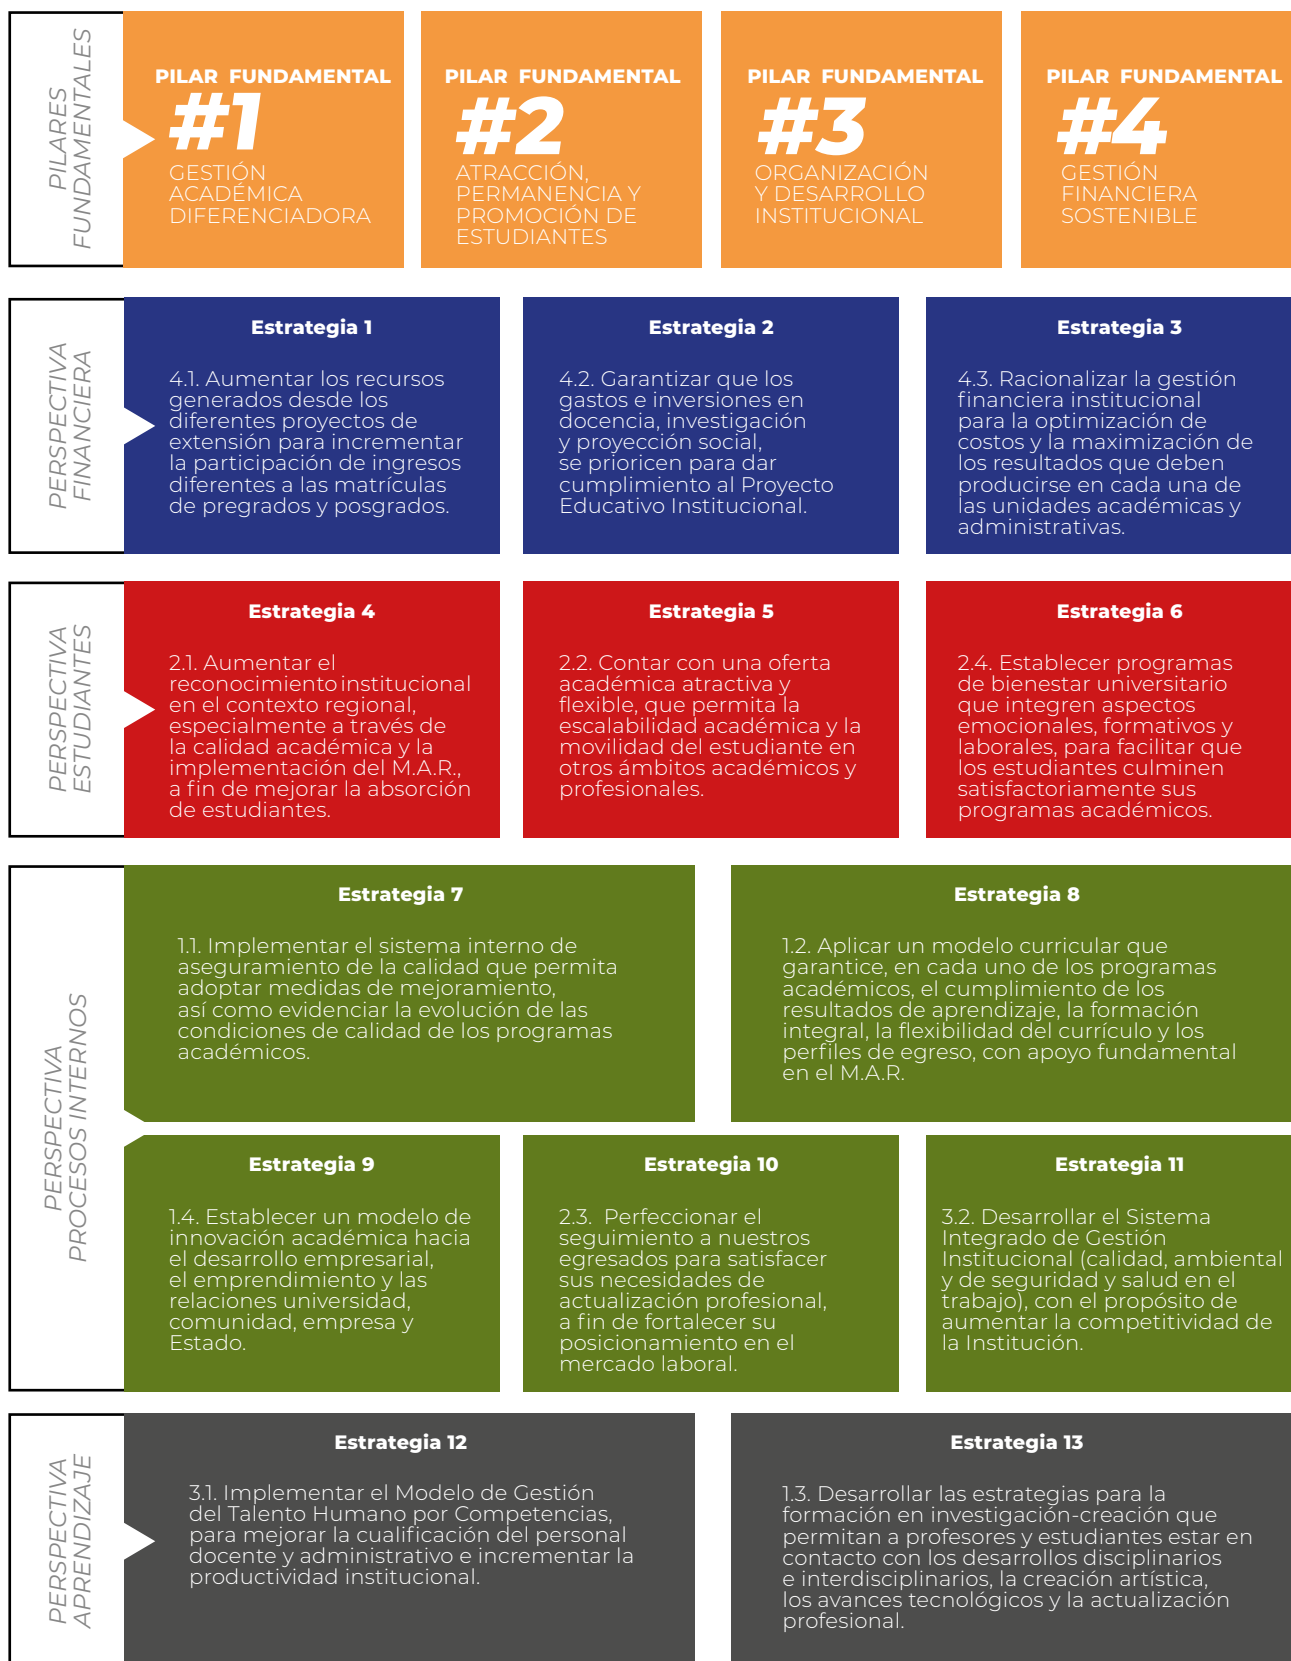 PILARES
FUNDAMENTALES
PILAR FUNDAMENTAL
#1
GESTIÓN
ACADÉMICA
DIFERENCIADORA
PILAR FUNDAMENTAL
#2
ATRACCIÓN,
PERMANENCIA Y
PROMOCIÓN DE
ESTUDIANTES
PILAR FUNDAMENTAL
#3
ORGANIZACIÓN
Y DESARROLLO
INSTITUCIONAL
PILAR FUNDAMENTAL
#4
GESTIÓN
FINANCIERA
SOSTENIBLE
PERSPECTIVA
FINANCIERA
Estrategia 1
4.1. Aumentar los recursos
generados desde los
diferentes proyectos de
extensión para incrementar
la participación de ingresos
diferentes a las matrículas
de pregrados y posgrados.
Estrategia 2
4.2. Garantizar que los
gastos e inversiones en
docencia, investigación
y proyección social,
se prioricen para dar
cumplimiento al Proyecto
Educativo Institucional.
Estrategia 3
4.3. Racionalizar la gestión
financiera institucional
para la optimización de
costos y la maximización de
los resultados que deben
producirse en cada una de
las unidades académicas y
administrativas.
PERSPECTIVA
ESTUDIANTES
Estrategia 4
2.1. Aumentar el
reconocimiento institucional
en el contexto regional,
especialmente a través de
la calidad académica y la
implementación del M.A.R.,
a fin de mejorar la absorción
de estudiantes.
Estrategia 5
2.2. Contar con una oferta
académica atractiva y
flexible, que permita la
escalabilidad académica y la
movilidad del estudiante en
otros ámbitos académicos y
profesionales.
Estrategia 6
2.4. Establecer programas
de bienestar universitario
que integren aspectos
emocionales, formativos y
laborales, para facilitar que
los estudiantes culminen
satisfactoriamente sus
programas académicos.
PERSPECTIVA
PROCESOS INTERNOS
Estrategia 7
1.1. Implementar el sistema interno de
aseguramiento de la calidad que permita
adoptar medidas de mejoramiento,
así como evidenciar la evolución de las
condiciones de calidad de los programas
académicos.
Estrategia 8
1.2. Aplicar un modelo curricular que
garantice, en cada uno de los programas
académicos, el cumplimiento de los
resultados de aprendizaje, la formación
integral, la flexibilidad del currículo y los
perfiles de egreso, con apoyo fundamental
en el M.A.R.
Estrategia 9
1.4. Establecer un modelo de
innovación académica hacia
el desarrollo empresarial,
el emprendimiento y las
relaciones universidad,
comunidad, empresa y
Estado.
Estrategia 10
2.3. Perfeccionar el
seguimiento a nuestros
egresados para satisfacer
sus necesidades de
actualización profesional,
a fin de fortalecer su
posicionamiento en el
mercado laboral.
Estrategia 11
3.2. Desarrollar el Sistema
Integrado de Gestión
Institucional (calidad, ambiental
y de seguridad y salud en el
trabajo), con el propósito de
aumentar la competitividad de
la Institución.
PERSPECTIVA
APRENDIZAJE
Estrategia 12
3.1. Implementar el Modelo de Gestión
del Talento Humano por Competencias,
para mejorar la cualificación del personal
docente y administrativo e incrementar la
productividad institucional.
Estrategia 13
1.3. Desarrollar las estrategias para la
formación en investigación-creación que
permitan a profesores y estudiantes estar en
contacto con los desarrollos disciplinarios
e interdisciplinarios, la creación artística,
los avances tecnológicos y la actualización
profesional.